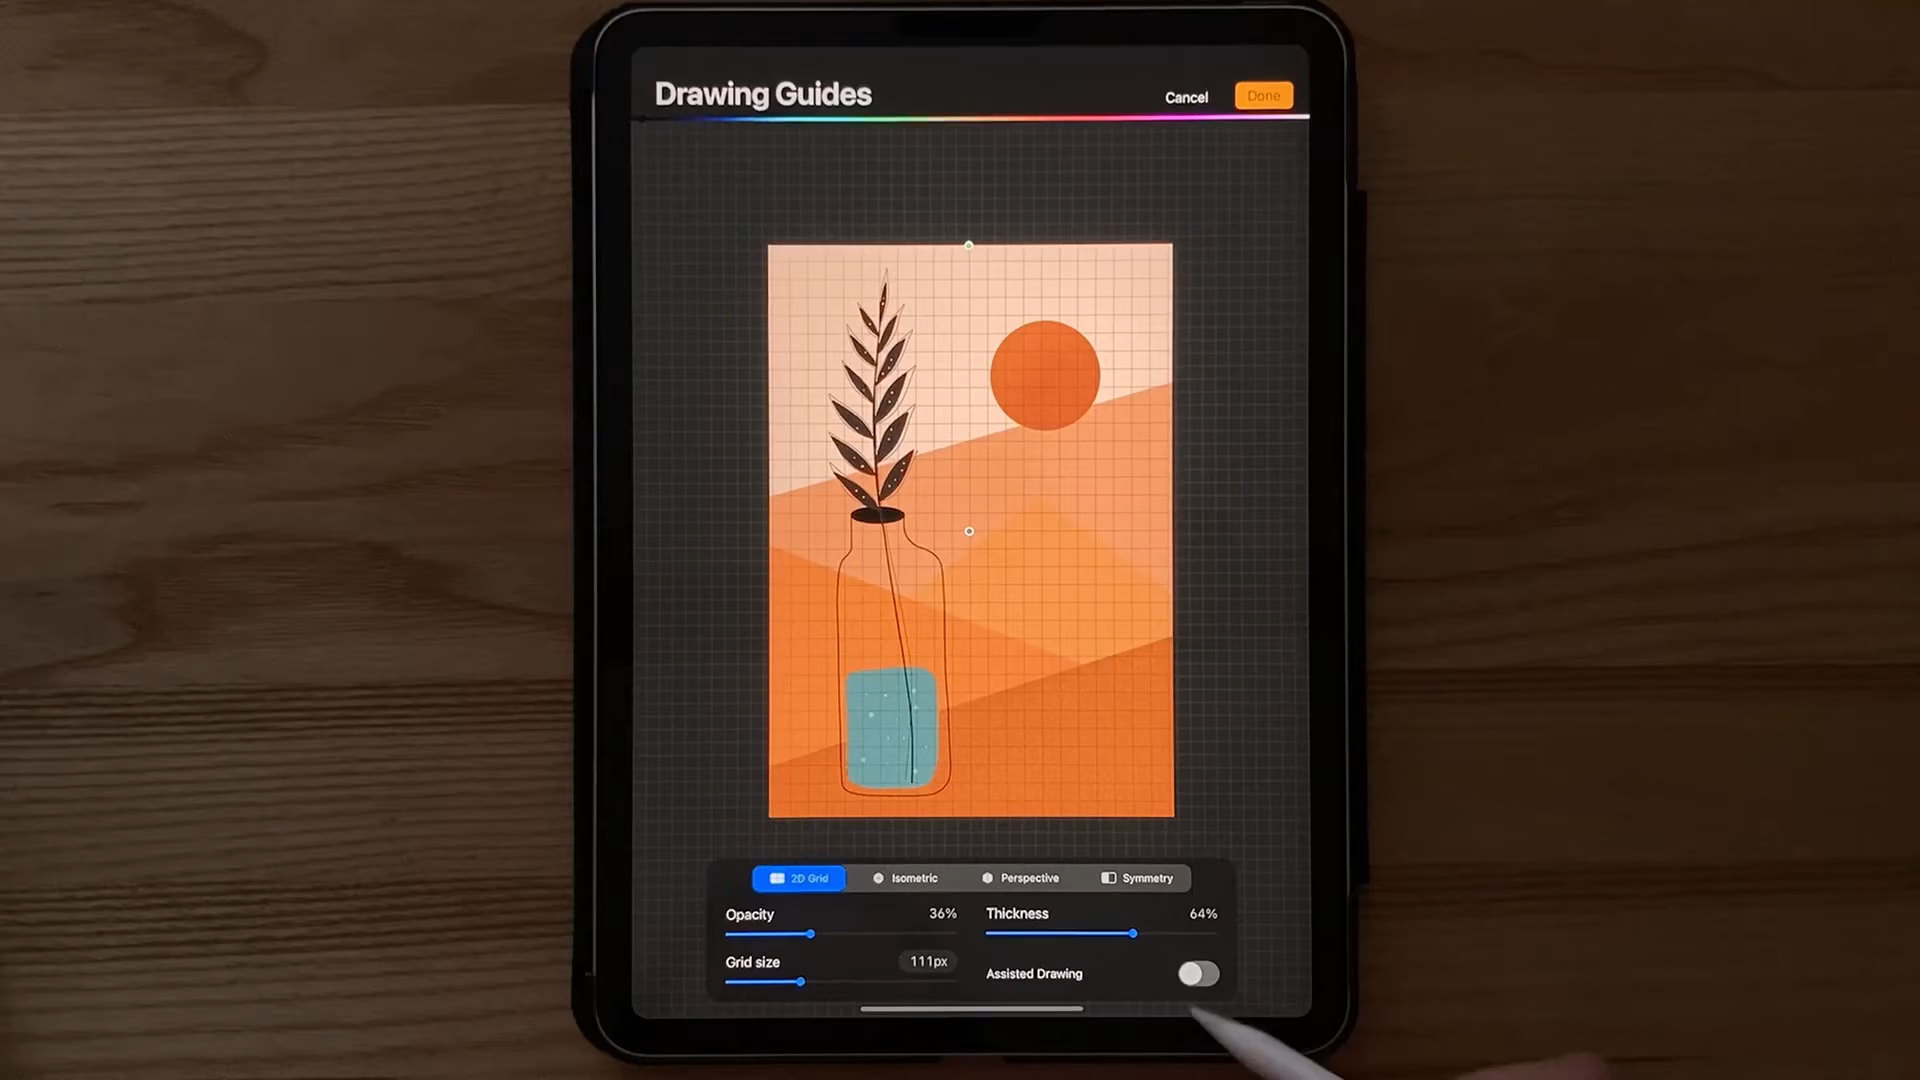 Drawing Guides
Cancel
Done
2D Grid
Isometric
Perspective
Symmetry
Opacity
36%
Thickness
64%
Grid size
111px
Assisted Drawing